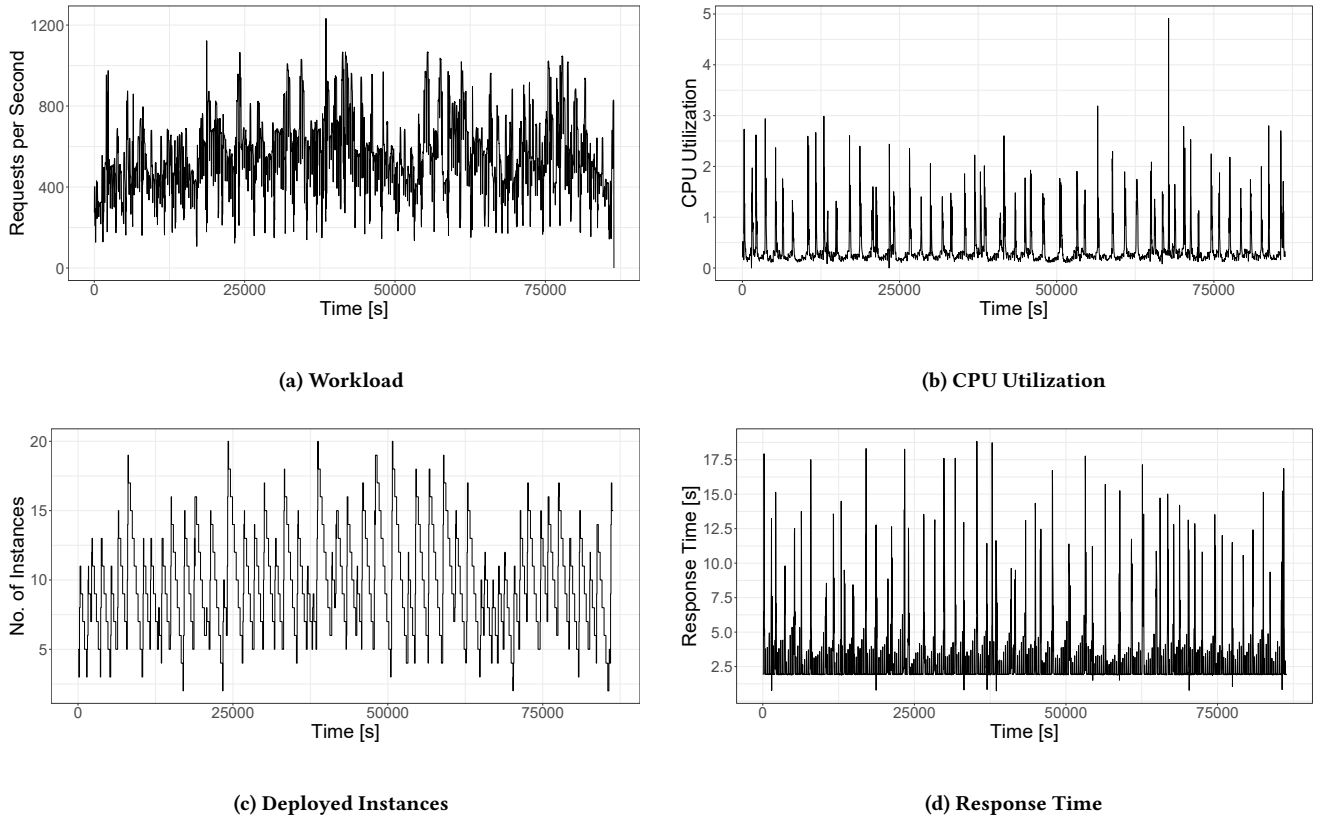 Requests per Second
1200
800
400
0
0 25000 50000 75000
Time [s]
(a) Workload
CPU Utilization
5
4
3
2
1
0
0 25000 50000 75000
Time [s]
(b) CPU Utilization
No. of Instances
20
15
10
5
0 25000 50000 75000
Time [s]
(c) Deployed Instances
Response Time [s]
17.5
15.0
12.5
10.0
7.5
5.0
2.5
0 25000 50000 75000
Time [s]
(d) Response Time